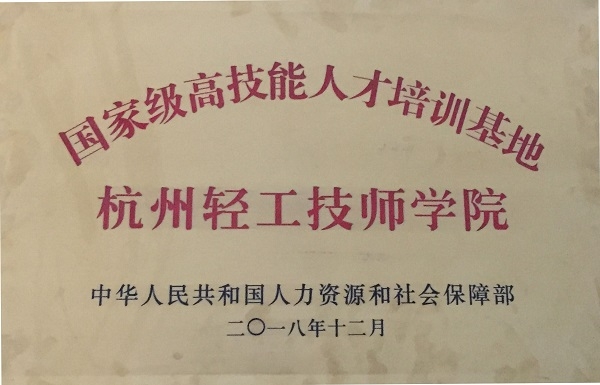 国家级高技能人才培训基地
杭州轻工技师学院
中华人民共和国人力资源和社会保障部
二〇一八年十二月